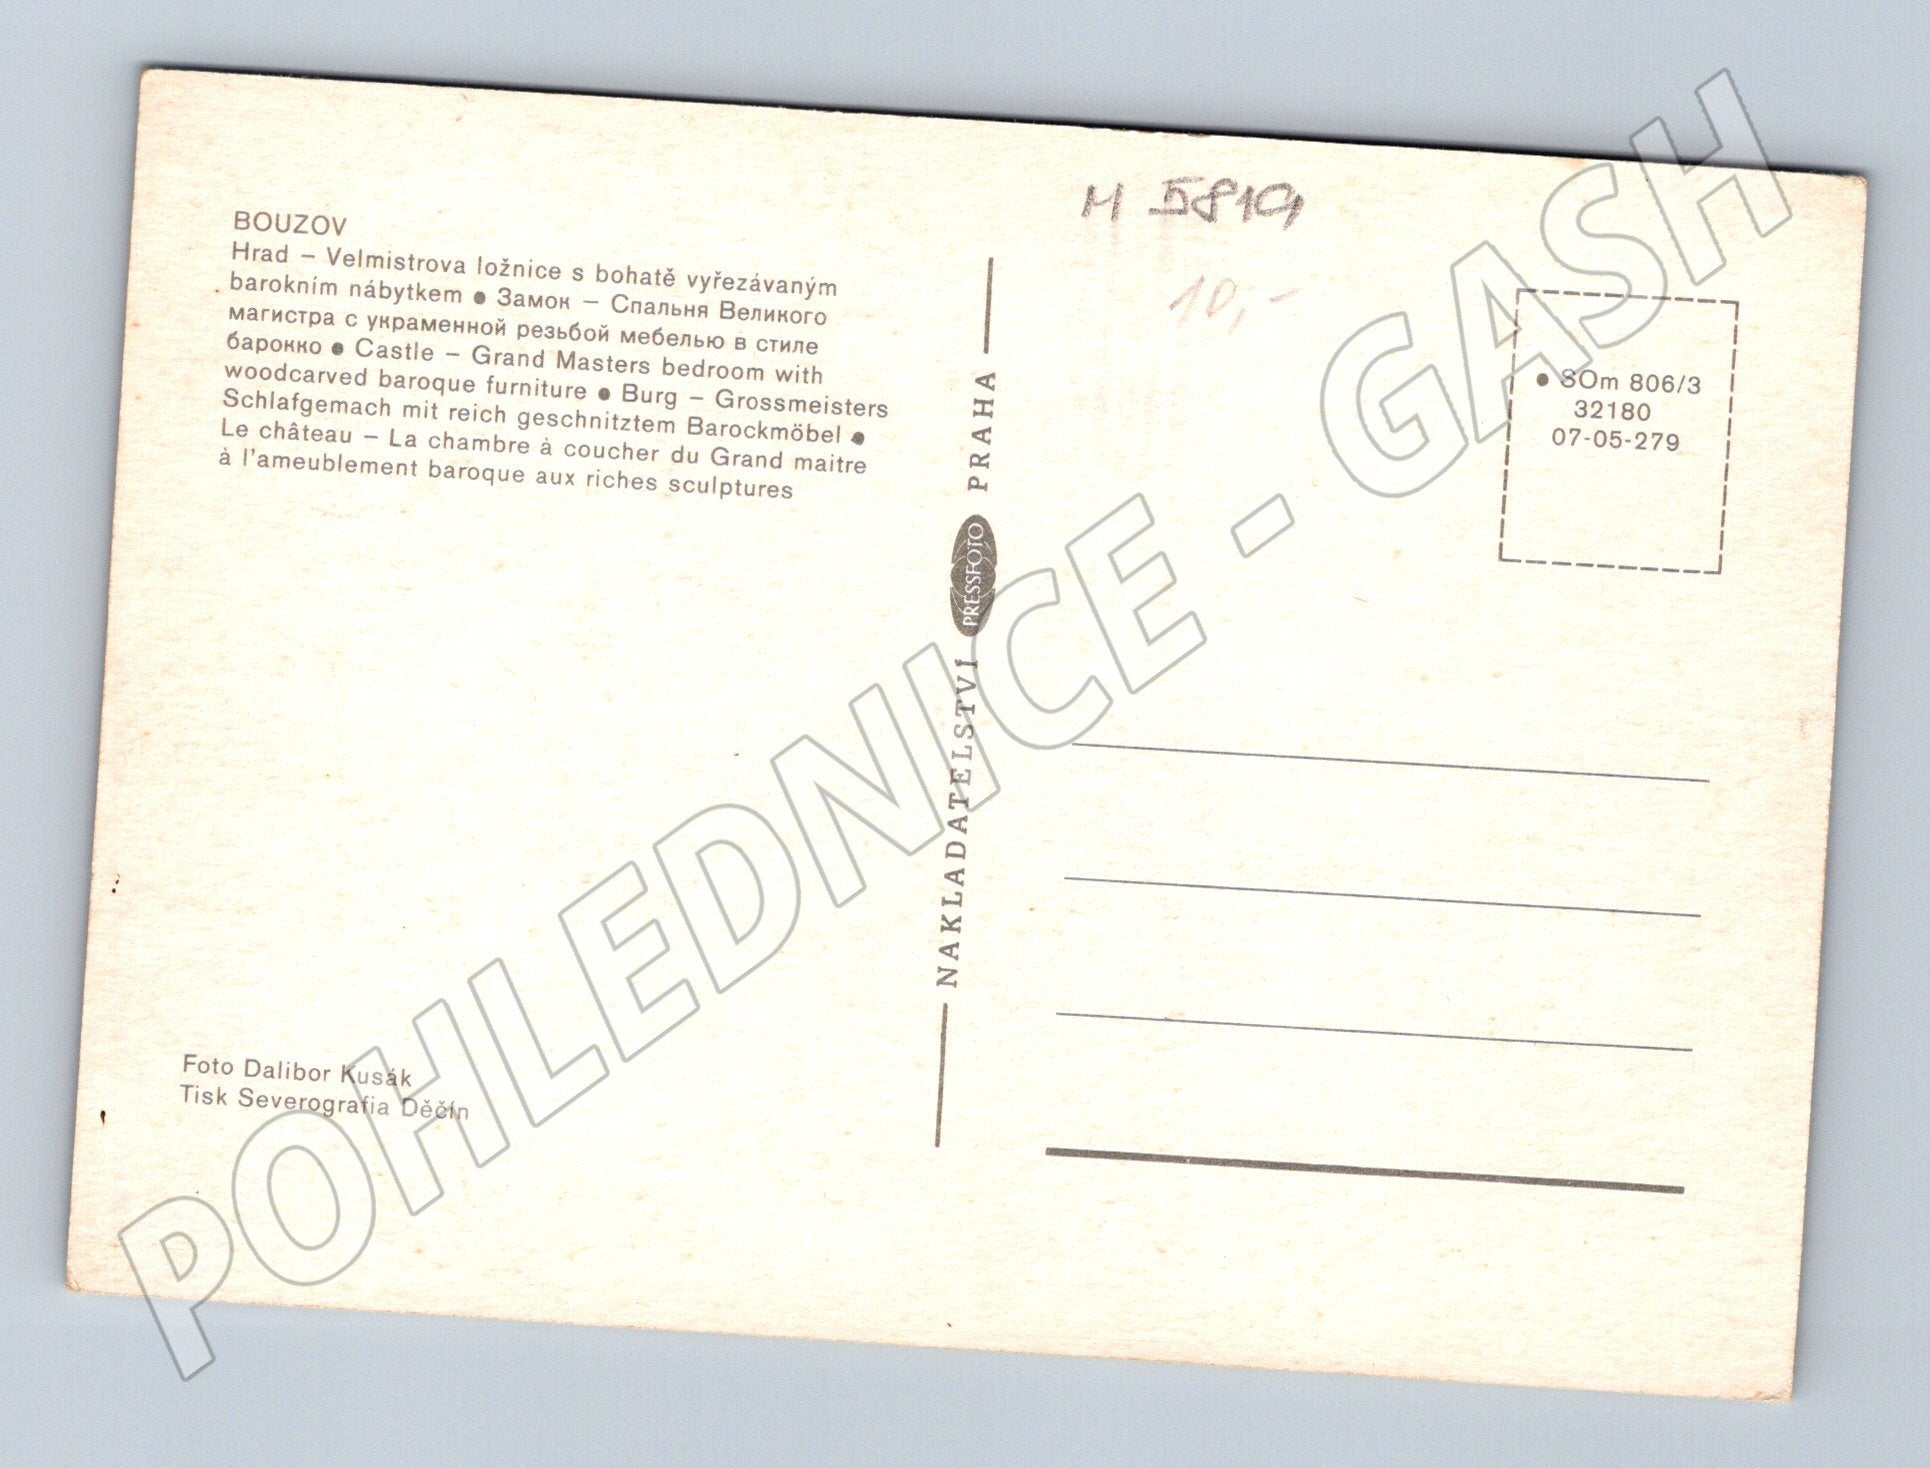 BOUZOV
Hrad – Velmistrova ložnice s bohatě vyřezávaným
barokním nábytkem ● Замок – Спальня Великого
магистра с украменной резьбой мебелью в стиле
барокко ● Castle – Grand Masters bedroom with
woodcarved baroque furniture ● Burg – Grossmeisters
Schlafgemach mit reich geschnitztem Barockmöbel ●
Le château – La chambre à coucher du Grand maitre
à l'ameublement baroque aux riches sculptures
Foto Dalibor Kusák
Tisk Severografia Děčín
NAKLADATELSTVÍ PRESSFOTO PRAHA
10,-
● SOm 806/3
32180
07-05-279
POHLEDNICE - GASH